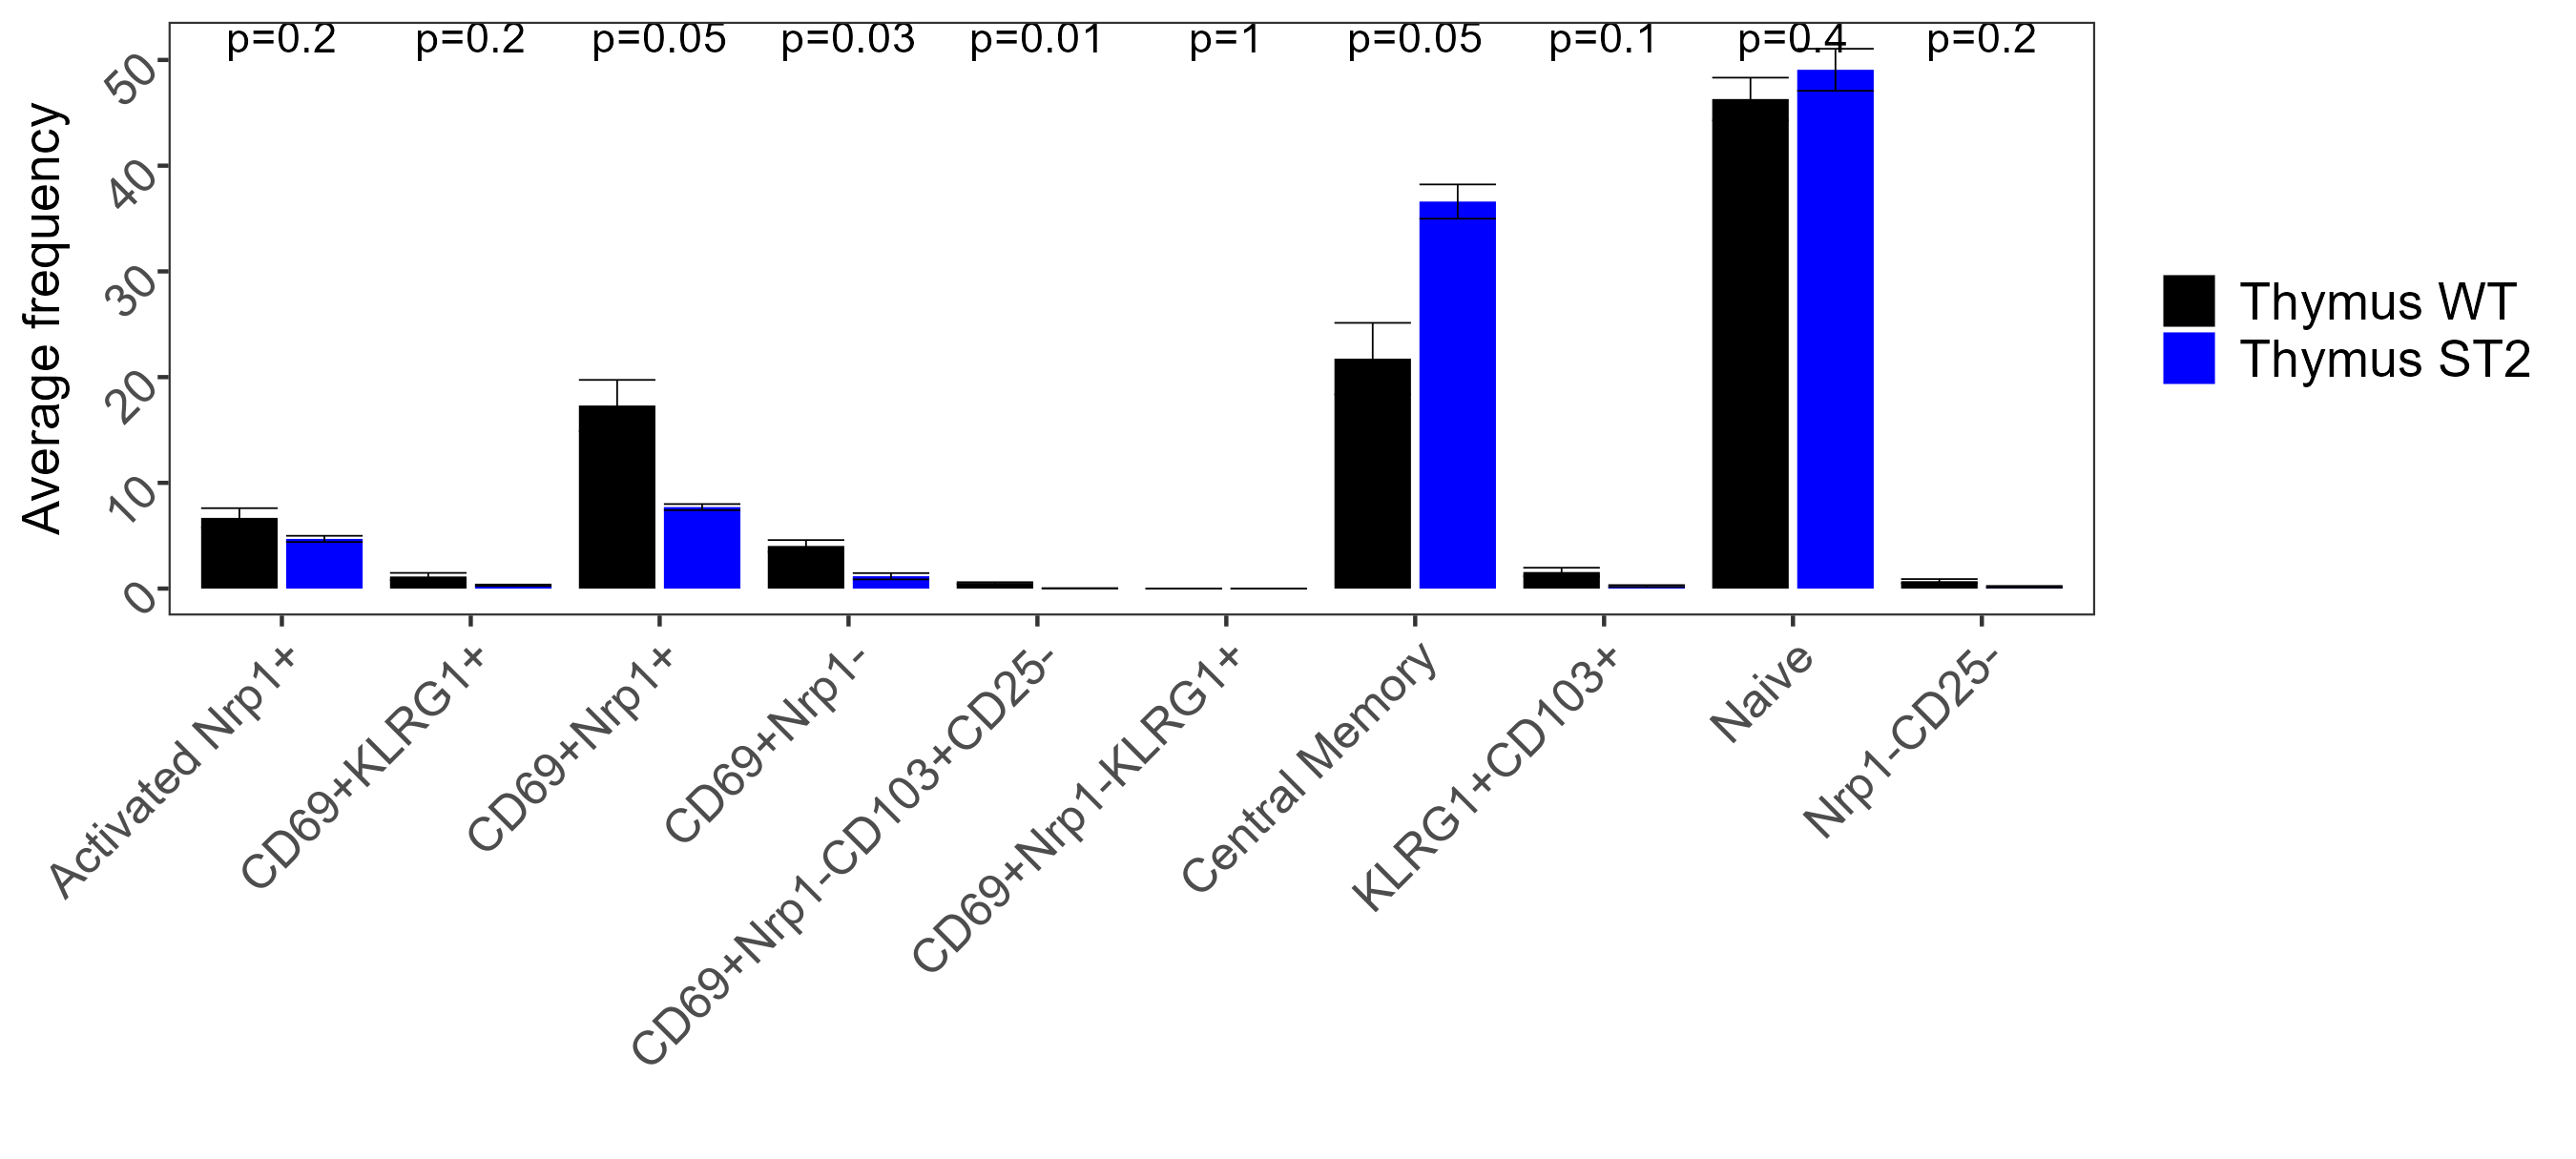 p=0.2 p=0.2 p=0.05 p=0.03 p=0.01 p=1 p=0.05 p=0.1 p=0.4 p=0.2
Average frequency
50
40
30
20
10
0
Activated Nrp1+
CD69+KLRG1+
CD69+Nrp1+
CD69+Nrp1-
CD69+Nrp1-CD103+CD25-
CD69+Nrp1-KLRG1+
Central Memory
KLRG1+CD103+
Naive
Nrp1-CD25-
Thymus WT
Thymus ST2